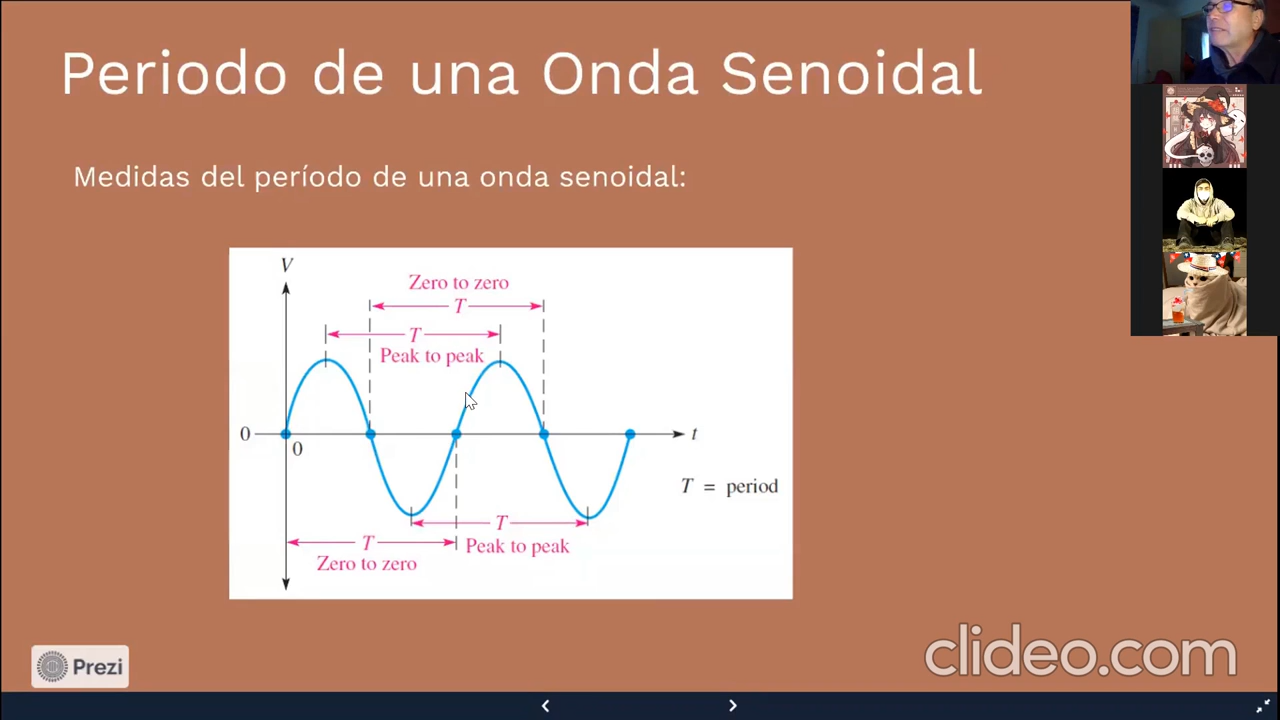 Periodo de una Onda Senoidal
Medidas del período de una onda senoidal:
V
Zero to zero
T
T
Peak to peak
0
0
t
T = period
T
Peak to peak
T
Zero to zero
Prezi
clideo.com